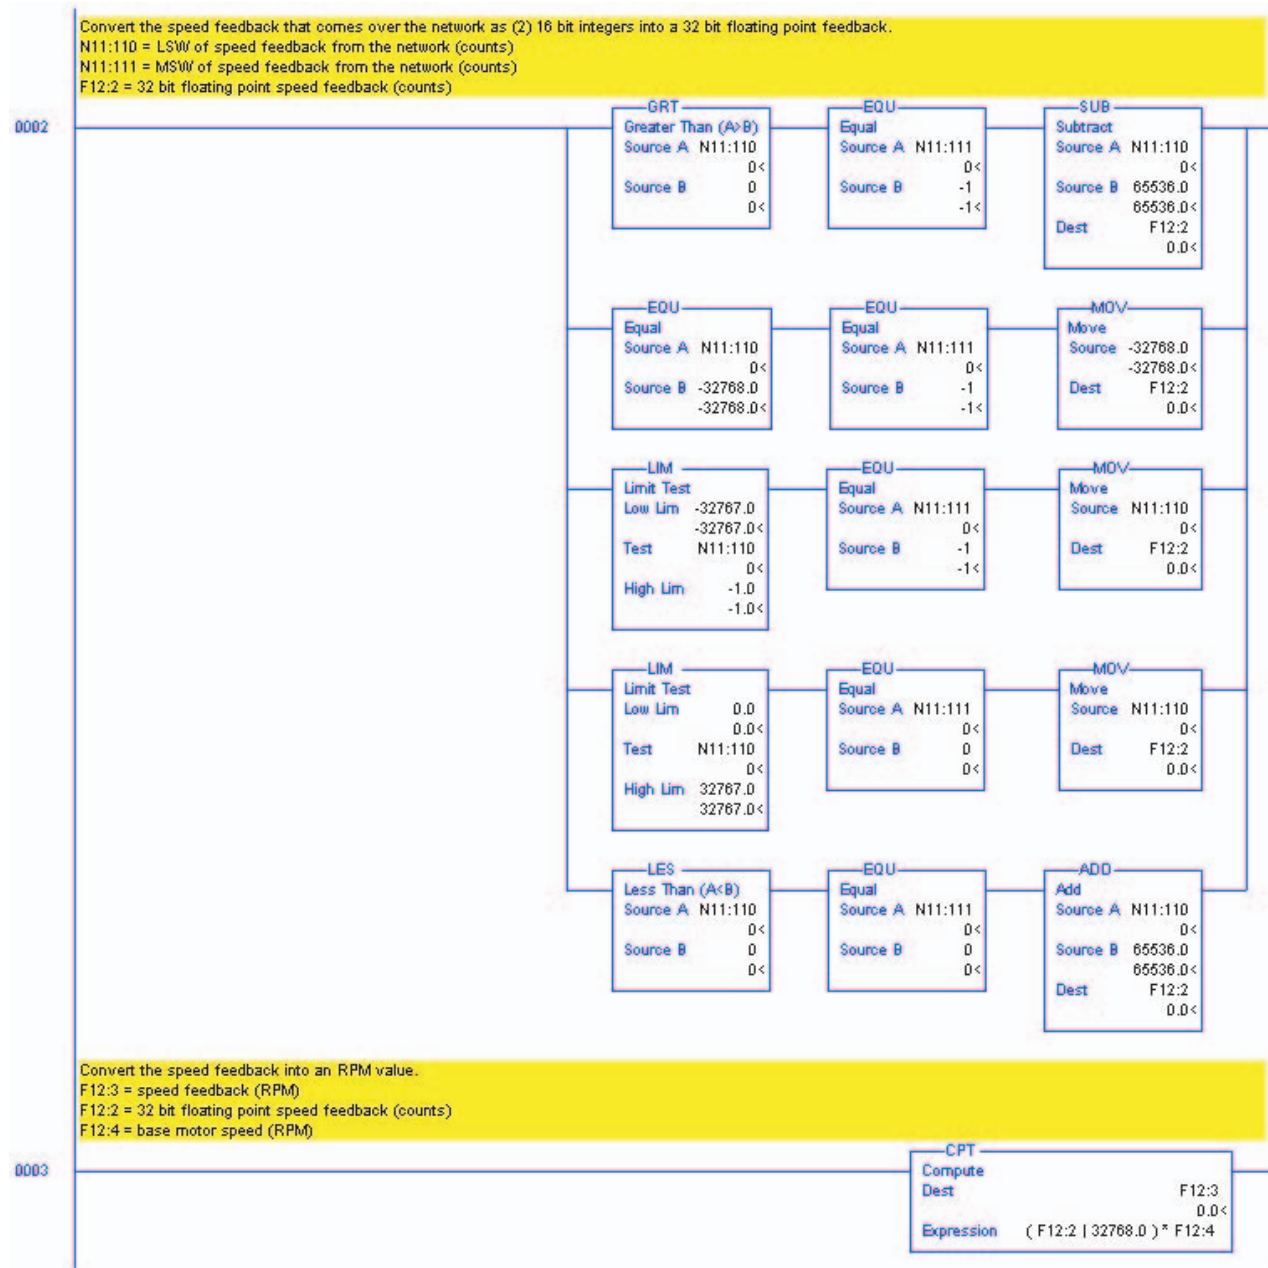 Convert the speed feedback that comes over the network as (2) 16 bit integers into a 32 bit floating point feedback.
N11:110 = LSW of speed feedback from the network (counts)
N11:111 = MSW of speed feedback from the network (counts)
F12:2 = 32 bit floating point speed feedback (counts)
0002
GRT
Greater Than (A>B)
Source A N11:110
0<
Source B 0
0<
EQU
Equal
Source A N11:111
0<
Source B -1
-1<
SUB
Subtract
Source A N11:110
0<
Source B 65536.0
65536.0<
Dest F12:2
0.0<
EQU
Equal
Source A N11:110
0<
Source B -32768.0
-32768.0<
EQU
Equal
Source A N11:111
0<
Source B -1
-1<
MOV
Move
Source -32768.0
-32768.0<
Dest F12:2
0.0<
LIM
Limit Test
Low Lim -32767.0
-32767.0<
Test N11:110
0<
High Lim -1.0
-1.0<
EQU
Equal
Source A N11:111
0<
Source B -1
-1<
MOV
Move
Source N11:110
0<
Dest F12:2
0.0<
LIM
Limit Test
Low Lim 0.0
0.0<
Test N11:110
0<
High Lim 32767.0
32767.0<
EQU
Equal
Source A N11:111
0<
Source B 0
0<
MOV
Move
Source N11:110
0<
Dest F12:2
0.0<
LES
Less Than (A<B)
Source A N11:110
0<
Source B 0
0<
EQU
Equal
Source A N11:111
0<
Source B 0
0<
ADD
Add
Source A N11:110
0<
Source B 65536.0
65536.0<
Dest F12:2
0.0<
Convert the speed feedback into an RPM value.
F12:3 = speed feedback (RPM)
F12:2 = 32 bit floating point speed feedback (counts)
F12:4 = base motor speed (RPM)
0003
CPT
Compute
Dest F12:3
0.0<
Expression ( F12:2 | 32768.0 ) * F12:4